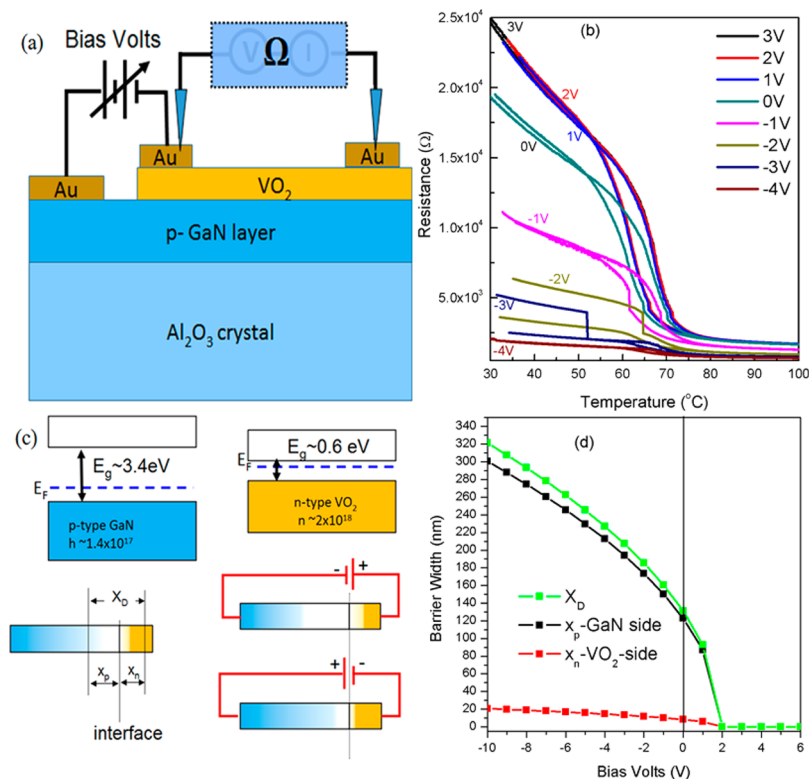 (a)
Bias Volts
V Ω I
Au
Au
Au
VO2
p- GaN layer
Al2O3 crystal
(b)
Resistance (Ω)
2.5x10^4
2.0x10^4
1.5x10^4
1.0x10^4
5.0x10^3
3V
2V
1V
0V
-1V
-2V
-3V
-4V
3V
2V
1V
0V
-1V
-2V
-3V
-4V
30 40 50 60 70 80 90 100
Temperature (°C)
(c)
Eg~3.4eV
EF
p-type GaN
h ~1.4x10^17
Eg~0.6 eV
EF
n-type VO2
n ~2x10^18
XD
xp
xn
interface
- +
+ -
(d)
Barrier Width (nm)
340
320
300
280
260
240
220
200
180
160
140
120
100
80
60
40
20
0
XD
xp-GaN side
xn-VO2-side
-10 -8 -6 -4 -2 0 2 4 6
Bias Volts (V)